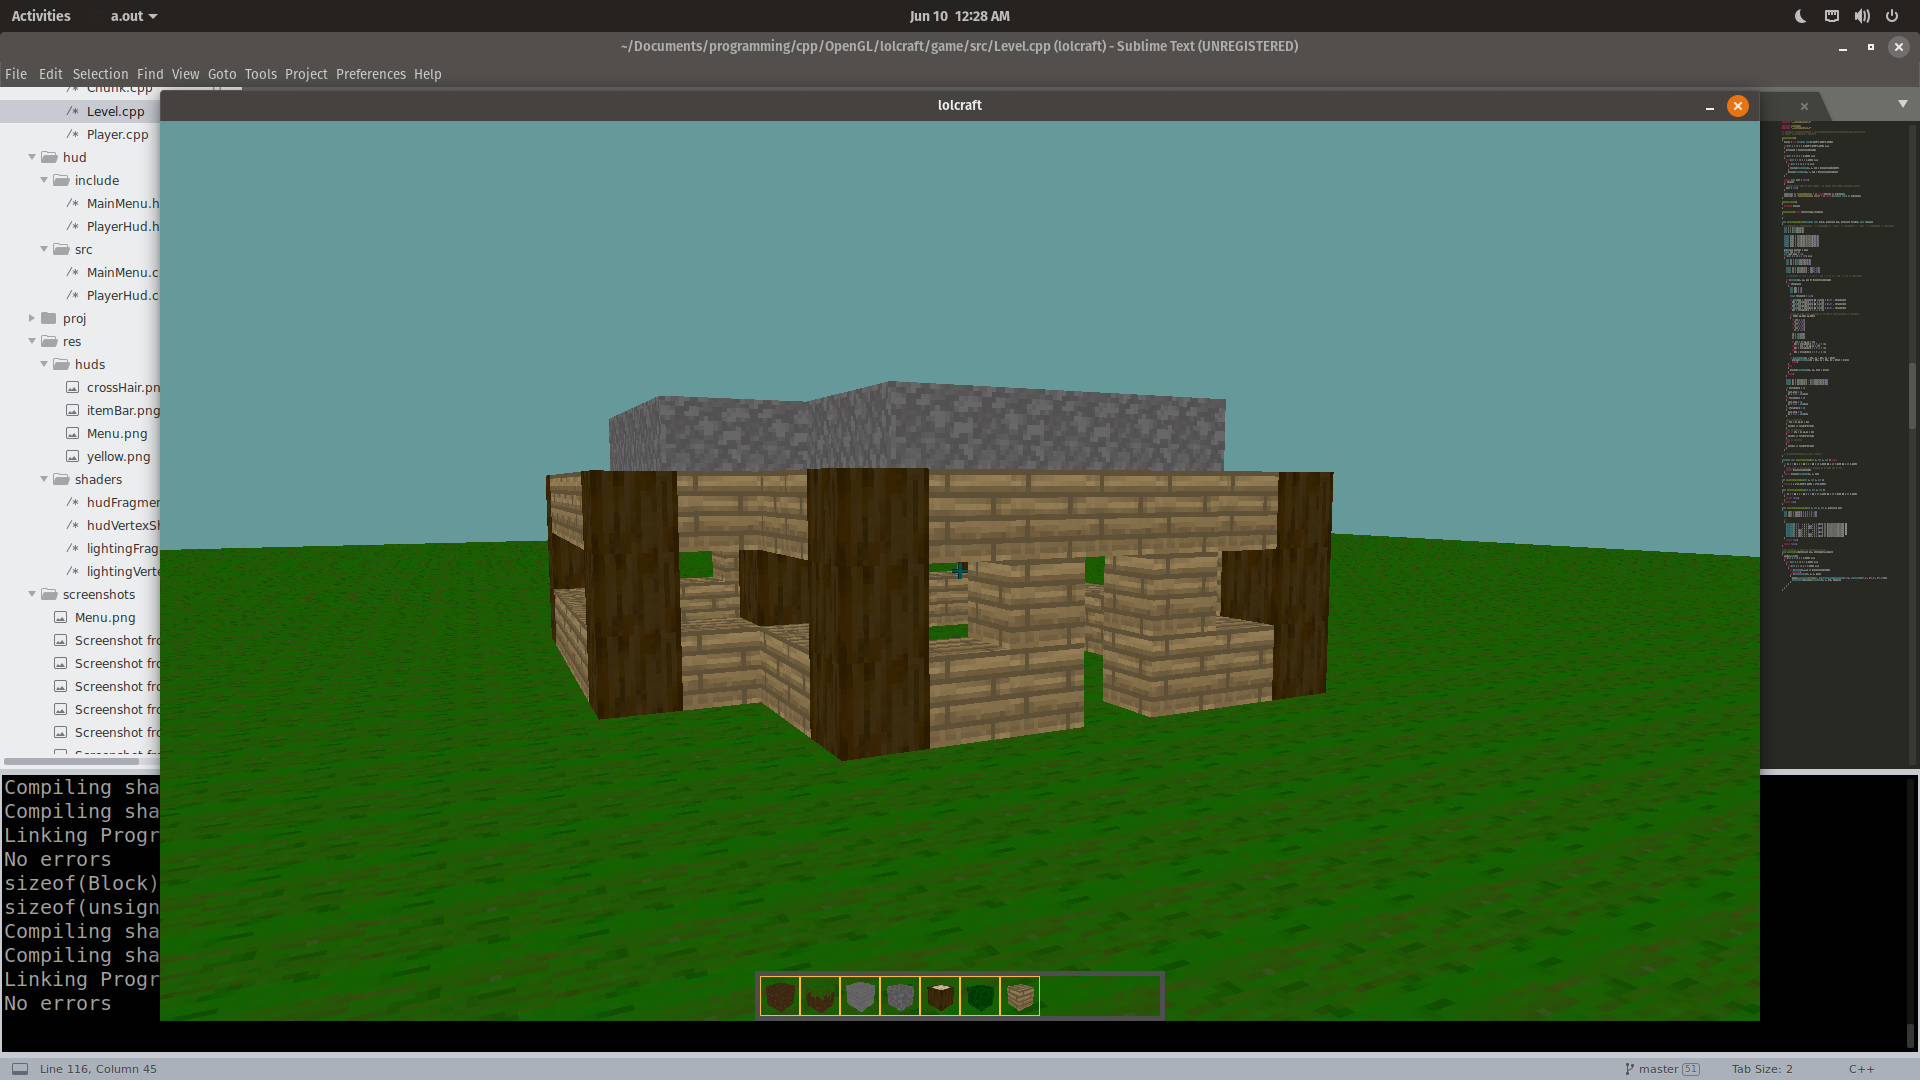 Activities
a.out
Jun 10 12:28 AM
~/Documents/programming/cpp/OpenGL/lolcraft/game/src/Level.cpp (lolcraft) - Sublime Text (UNREGISTERED)
File Edit Selection Find View Goto Tools Project Preferences Help
Chunk.cpp
lolcraft
/* Level.cpp
/* Player.cpp
hud
include
/* MainMenu.h
/* PlayerHud.h
src
/* MainMenu.c
/* PlayerHud.c
proj
res
huds
crossHair.pn
itemBar.png
Menu.png
yellow.png
shaders
/* hudFragmer
/* hudVertexSh
/* lightingFrag
/* lightingVerte
screenshots
Menu.png
Screenshot fro
Screenshot fro
Screenshot fro
Screenshot fro
Screenshot fro
Compiling sha
Compiling sha
Linking Progr
No errors
sizeof(Block)
sizeof(unsign
Compiling sha
Compiling sha
Linking Progr
No errors
Line 116, Column 45
master 51
Tab Size: 2
C++